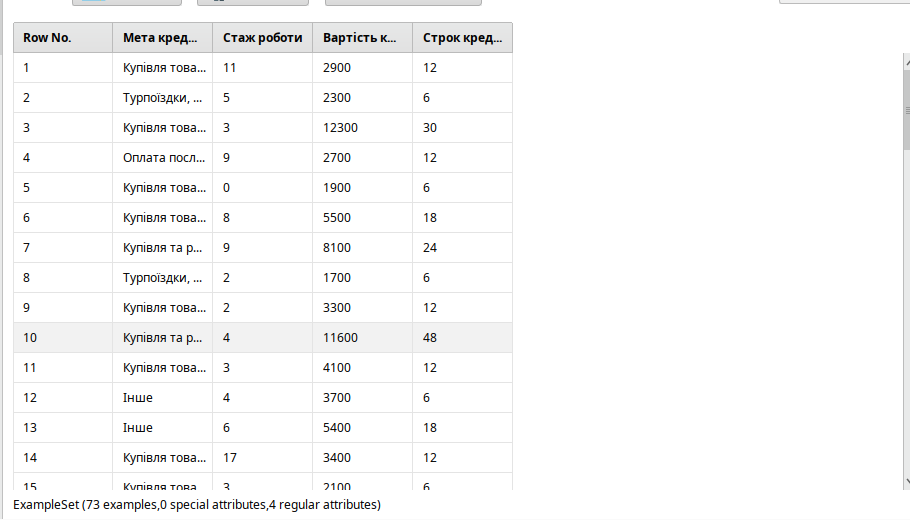 Row No. Мета кред... Стаж роботи Вартість к... Строк кред...
1 Купівля това... 11 2900 12
2 Турпоїздки, ... 5 2300 6
3 Купівля това... 3 12300 30
4 Оплата посл... 9 2700 12
5 Купівля това... 0 1900 6
6 Купівля това... 8 5500 18
7 Купівля та р... 9 8100 24
8 Турпоїздки, ... 2 1700 6
9 Купівля това... 2 3300 12
10 Купівля та р... 4 11600 48
11 Купівля това... 3 4100 12
12 Інше 4 3700 6
13 Інше 6 5400 18
14 Купівля това... 17 3400 12
15 Купівля това... 3 2100 6
ExampleSet (73 examples,0 special attributes,4 regular attributes)